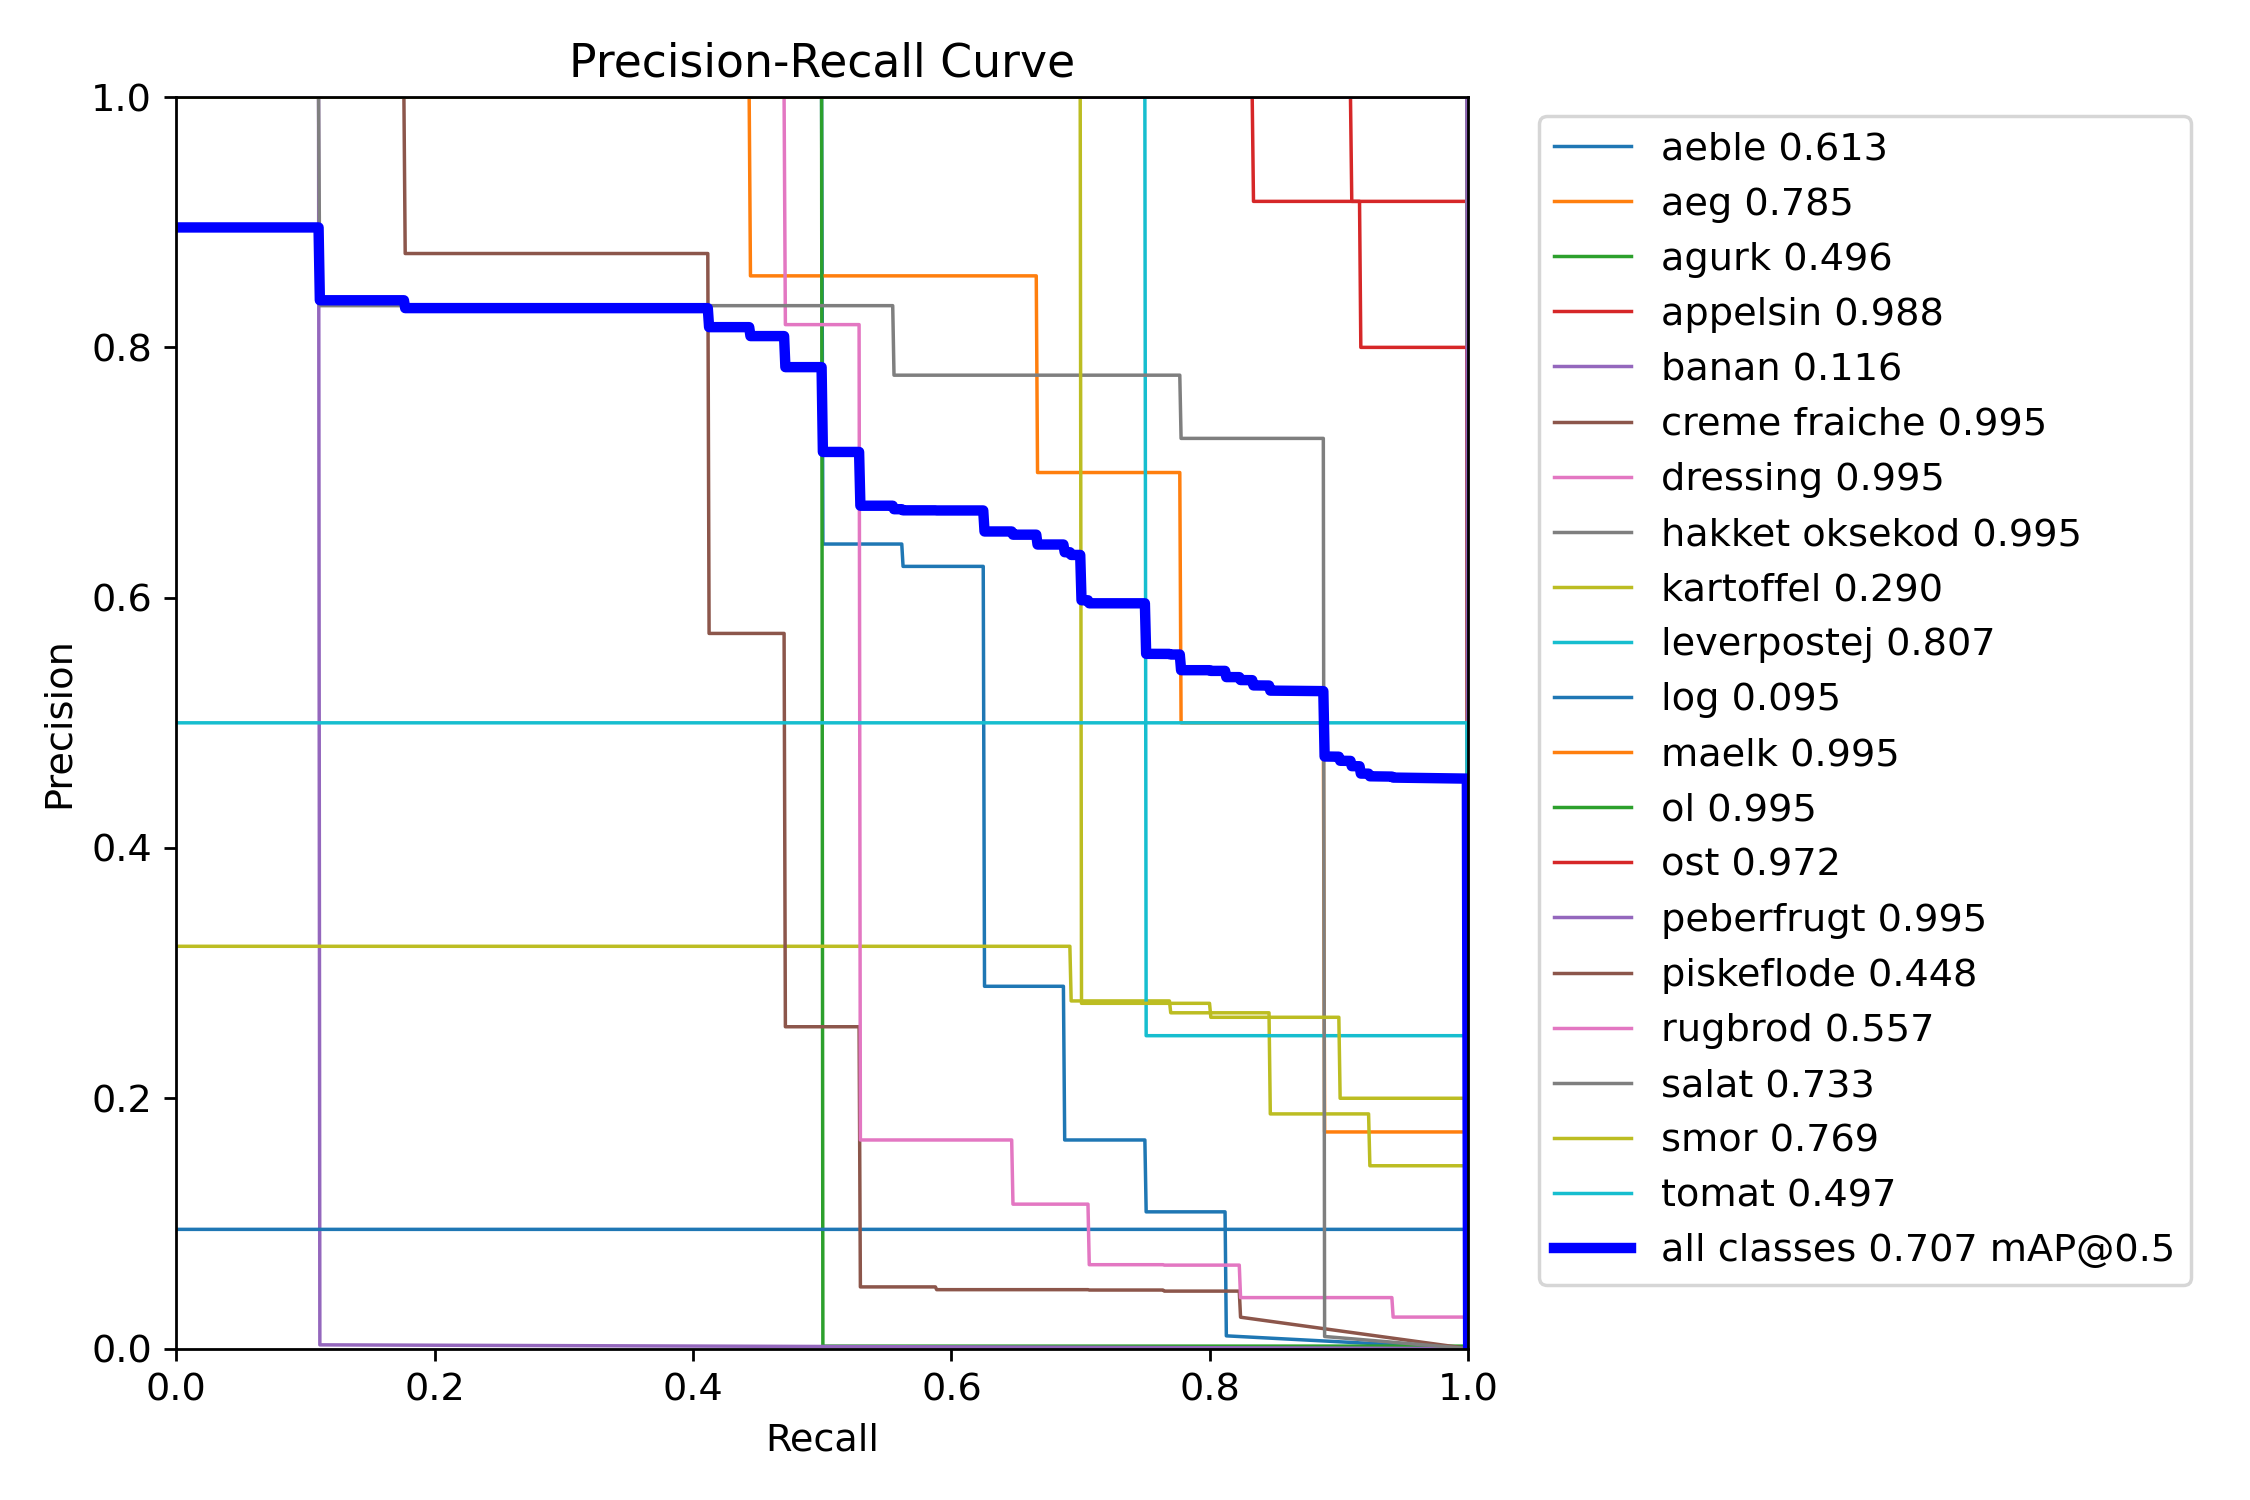 Precision-Recall Curve
1.0
0.8
0.6
0.4
0.2
0.0
Precision
0.0 0.2 0.4 0.6 0.8 1.0
Recall
aeble 0.613
aeg 0.785
agurk 0.496
appelsin 0.988
banan 0.116
creme fraiche 0.995
dressing 0.995
hakket oksekod 0.995
kartoffel 0.290
leverpostej 0.807
log 0.095
maelk 0.995
ol 0.995
ost 0.972
peberfrugt 0.995
piskeflode 0.448
rugbrod 0.557
salat 0.733
smor 0.769
tomat 0.497
all classes 0.707 mAP@0.5